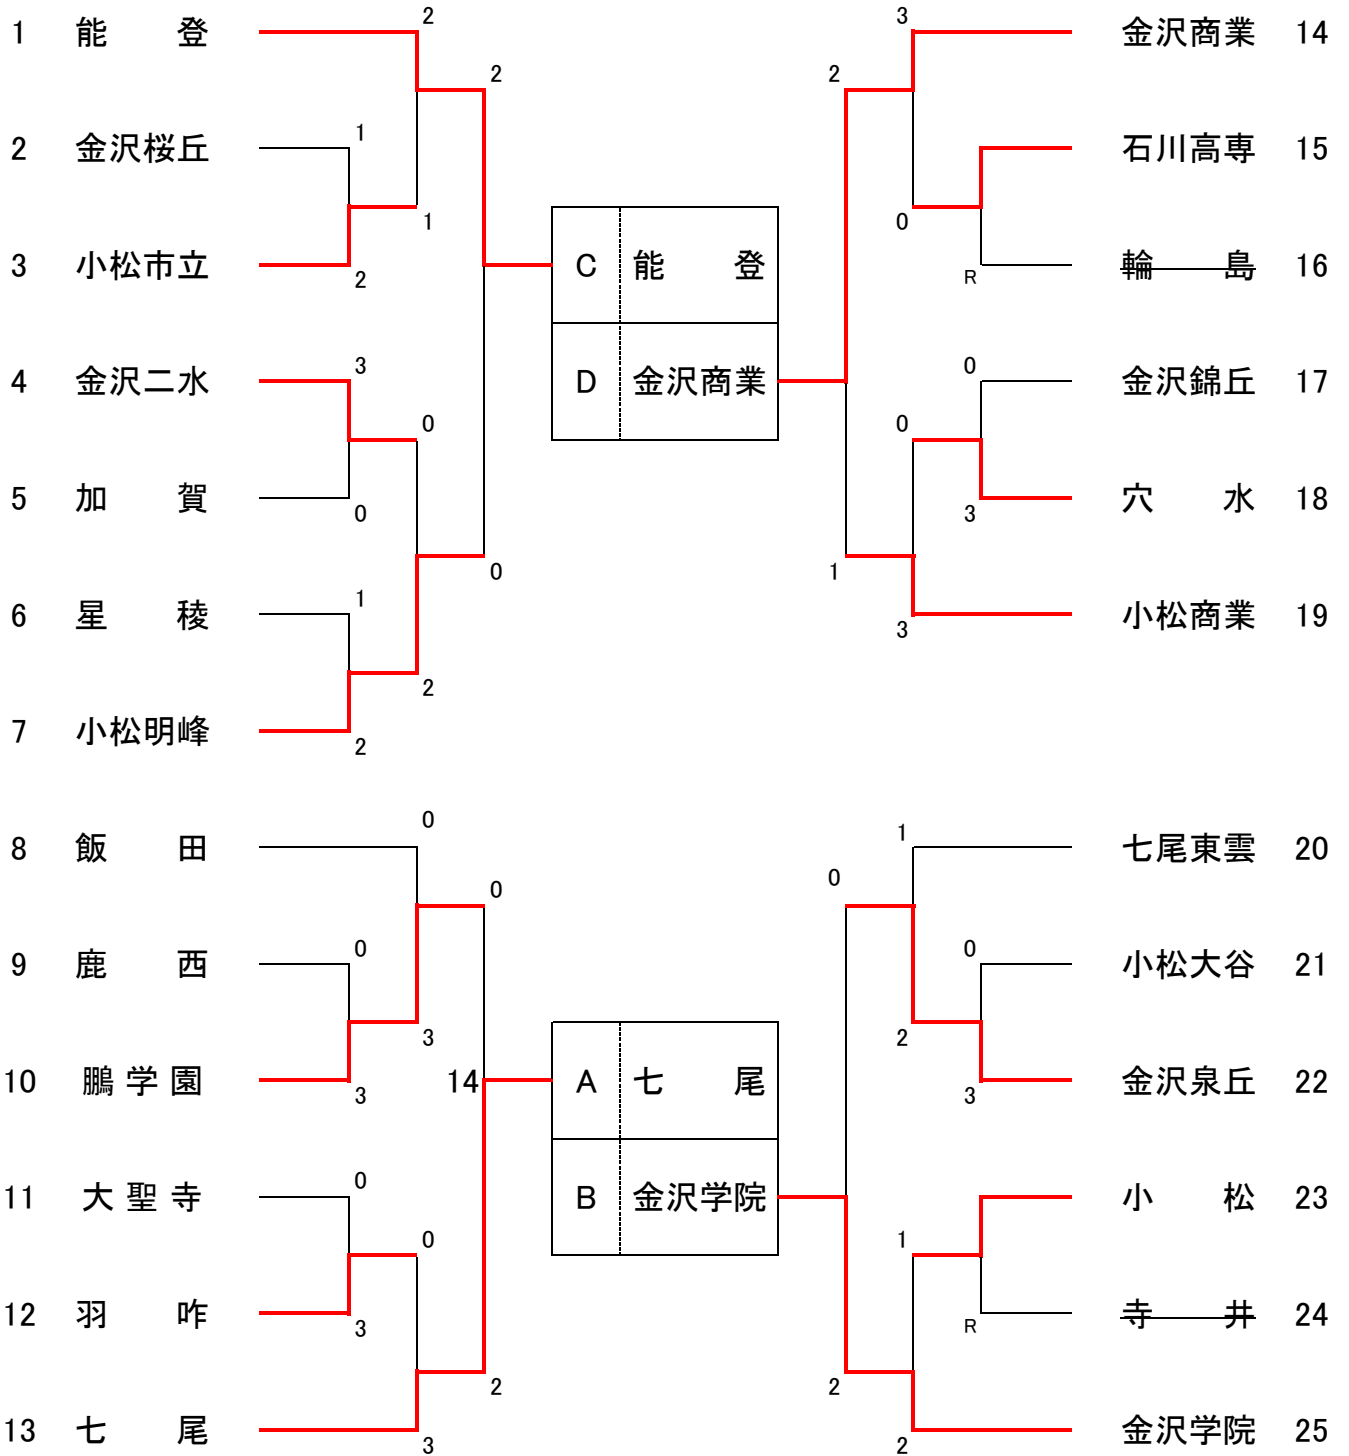 1 能 登 2 3 金沢商業 14
2 2
2 金沢桜丘 1 石川高専 15
1 0
3 小松市立 2 C 能 登 R 輪 島 16
4 金沢二水 3 D 金沢商業 0 金沢錦丘 17
0 0
5 加 賀 0 3 穴 水 18
0 1
6 星 稜 1 3 小松商業 19
2
7 小松明峰 2
8 飯 田 0 1 七尾東雲 20
0 0
9 鹿 西 0 0 小松大谷 21
3 2
10 鵬学園 3 14 A 七 尾 3 金沢泉丘 22
11 大聖寺 0 B 金沢学院 小 松 23
0 1
12 羽 咋 3 R 寺 井 24
2 2
13 七 尾 3 2 金沢学院 25